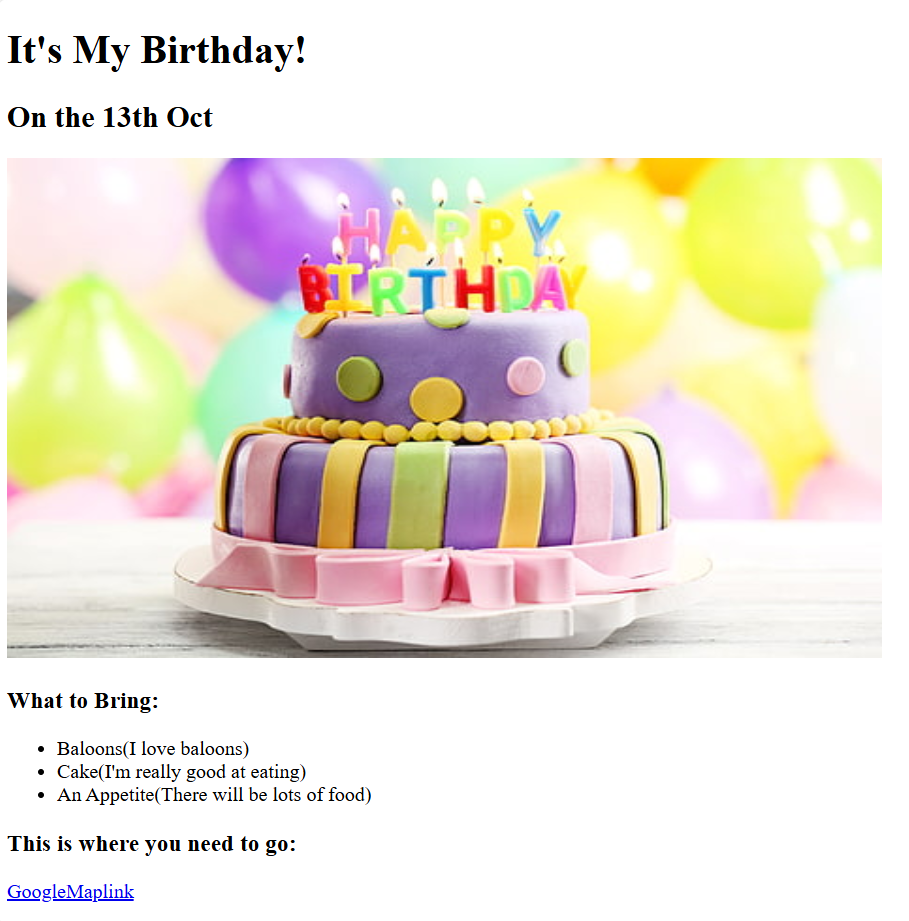 It's My Birthday!
On the 13th Oct
HAPPY
BIRTHDAY
What to Bring:
Baloons(I love baloons)
Cake(I'm really good at eating)
An Appetite(There will be lots of food)
This is where you need to go:
GoogleMaplink